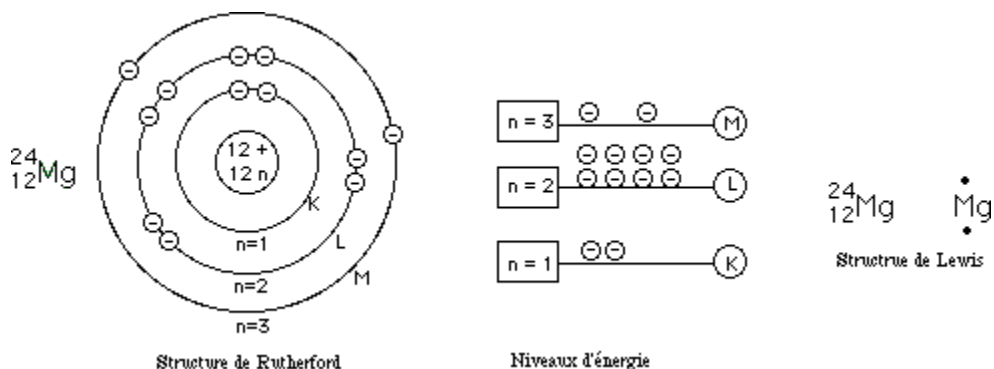 24
12Mg
12 +
12 n
K
n=1
L
n=2
M
n=3
Structure de Rutherford
n = 3
M
n = 2
L
n = 1
K
Niveaux d'énergie
24
12Mg
Mg
Structrue de Lewis